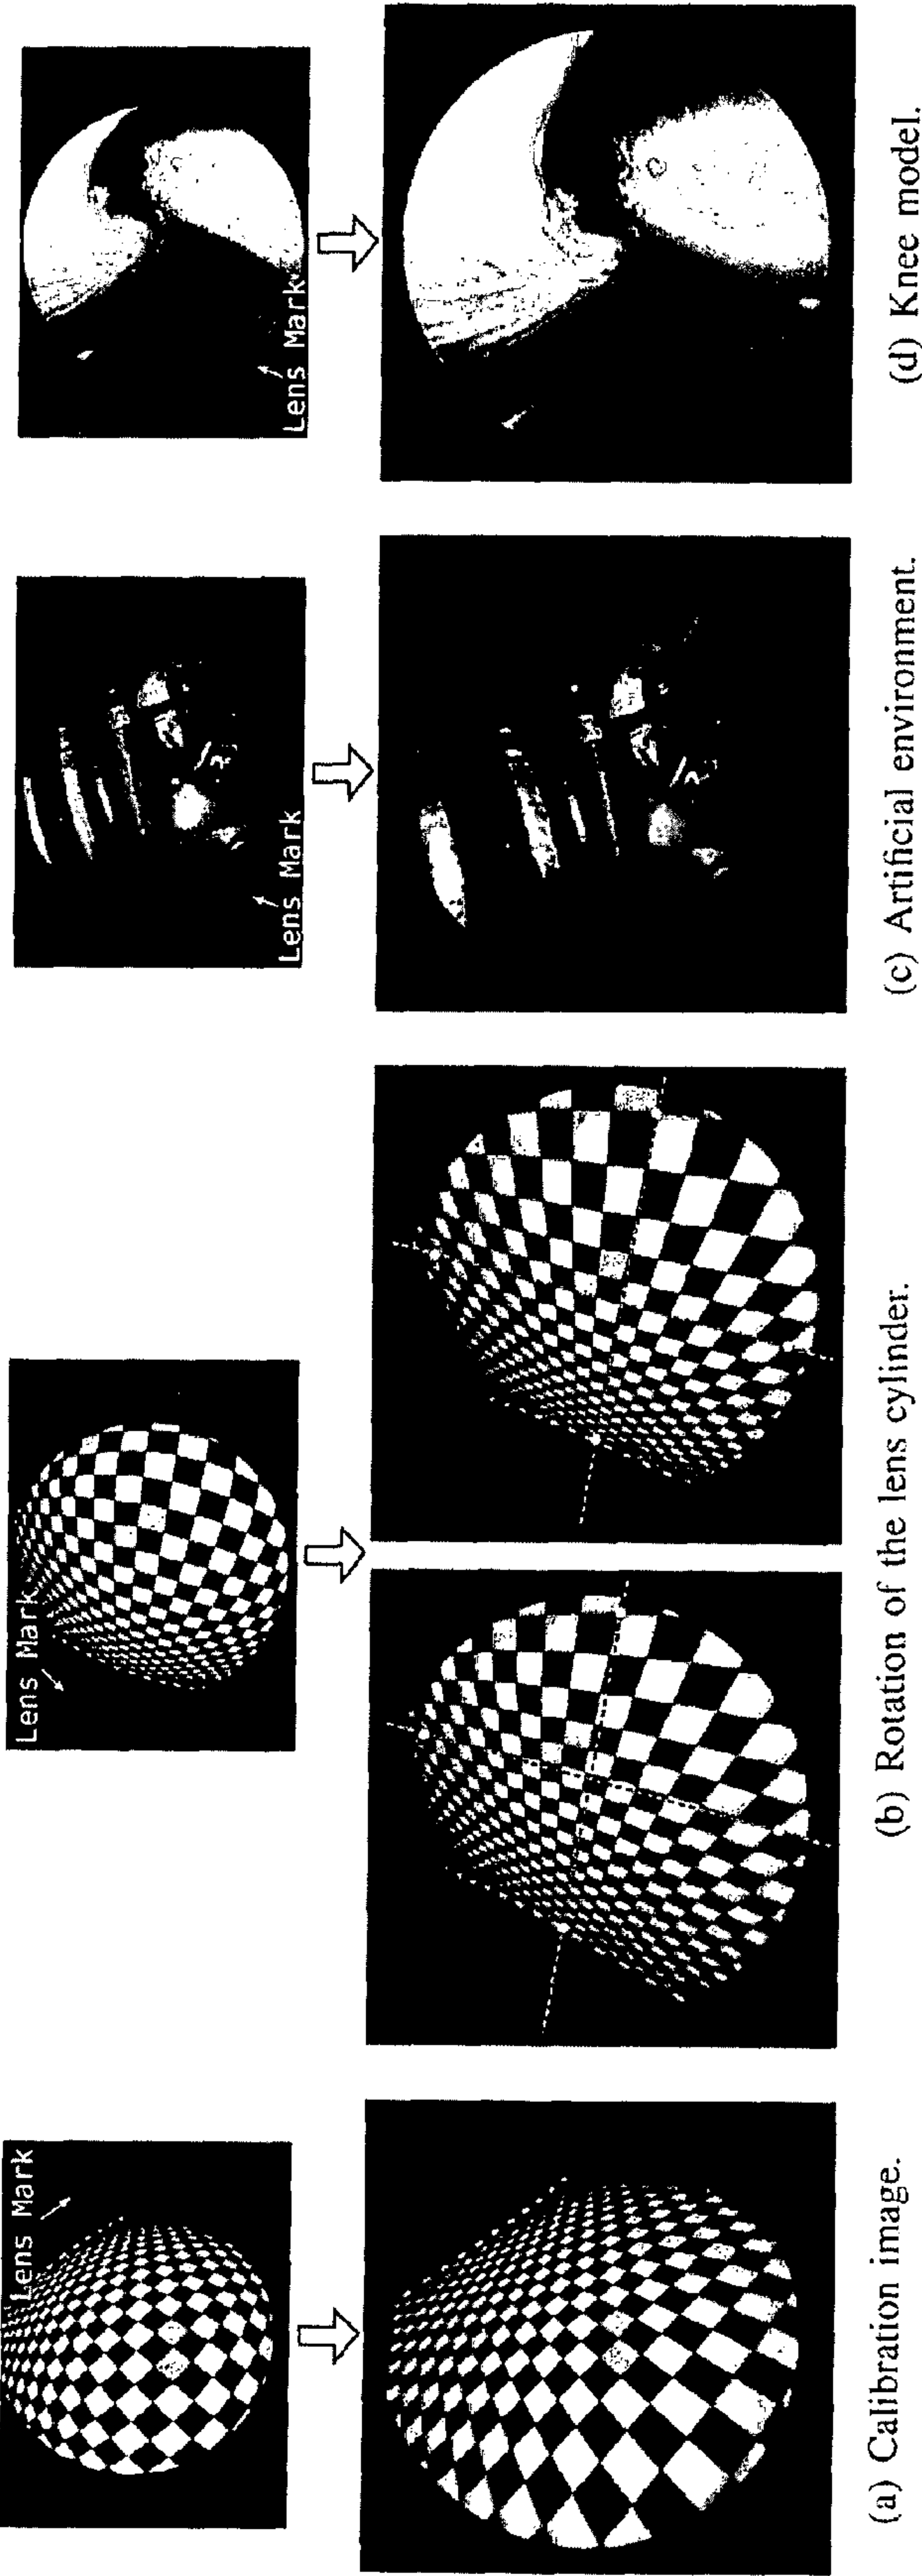 Lens Mark
(a) Calibration image.
Lens Mark
(b) Rotation of the lens cylinder.
Lens Mark
(c) Artificial environment.
Lens Mark
(d) Knee model.